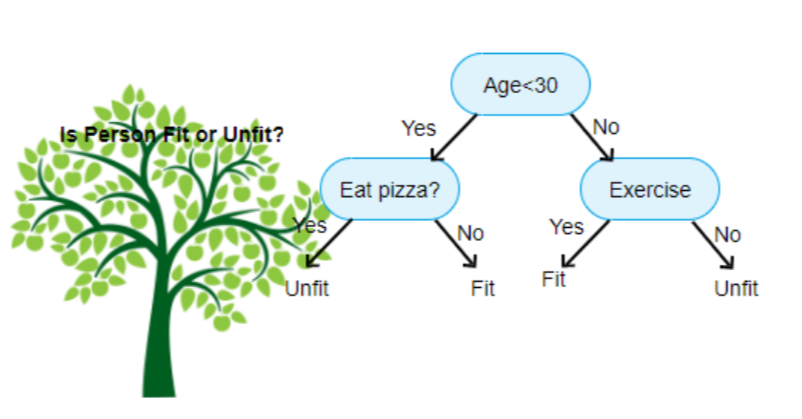 Is Person Fit or Unfit?
Age<30
Yes
No
Eat pizza?
Exercise
Yes
No
Yes
No
Unfit
Fit
Fit
Unfit